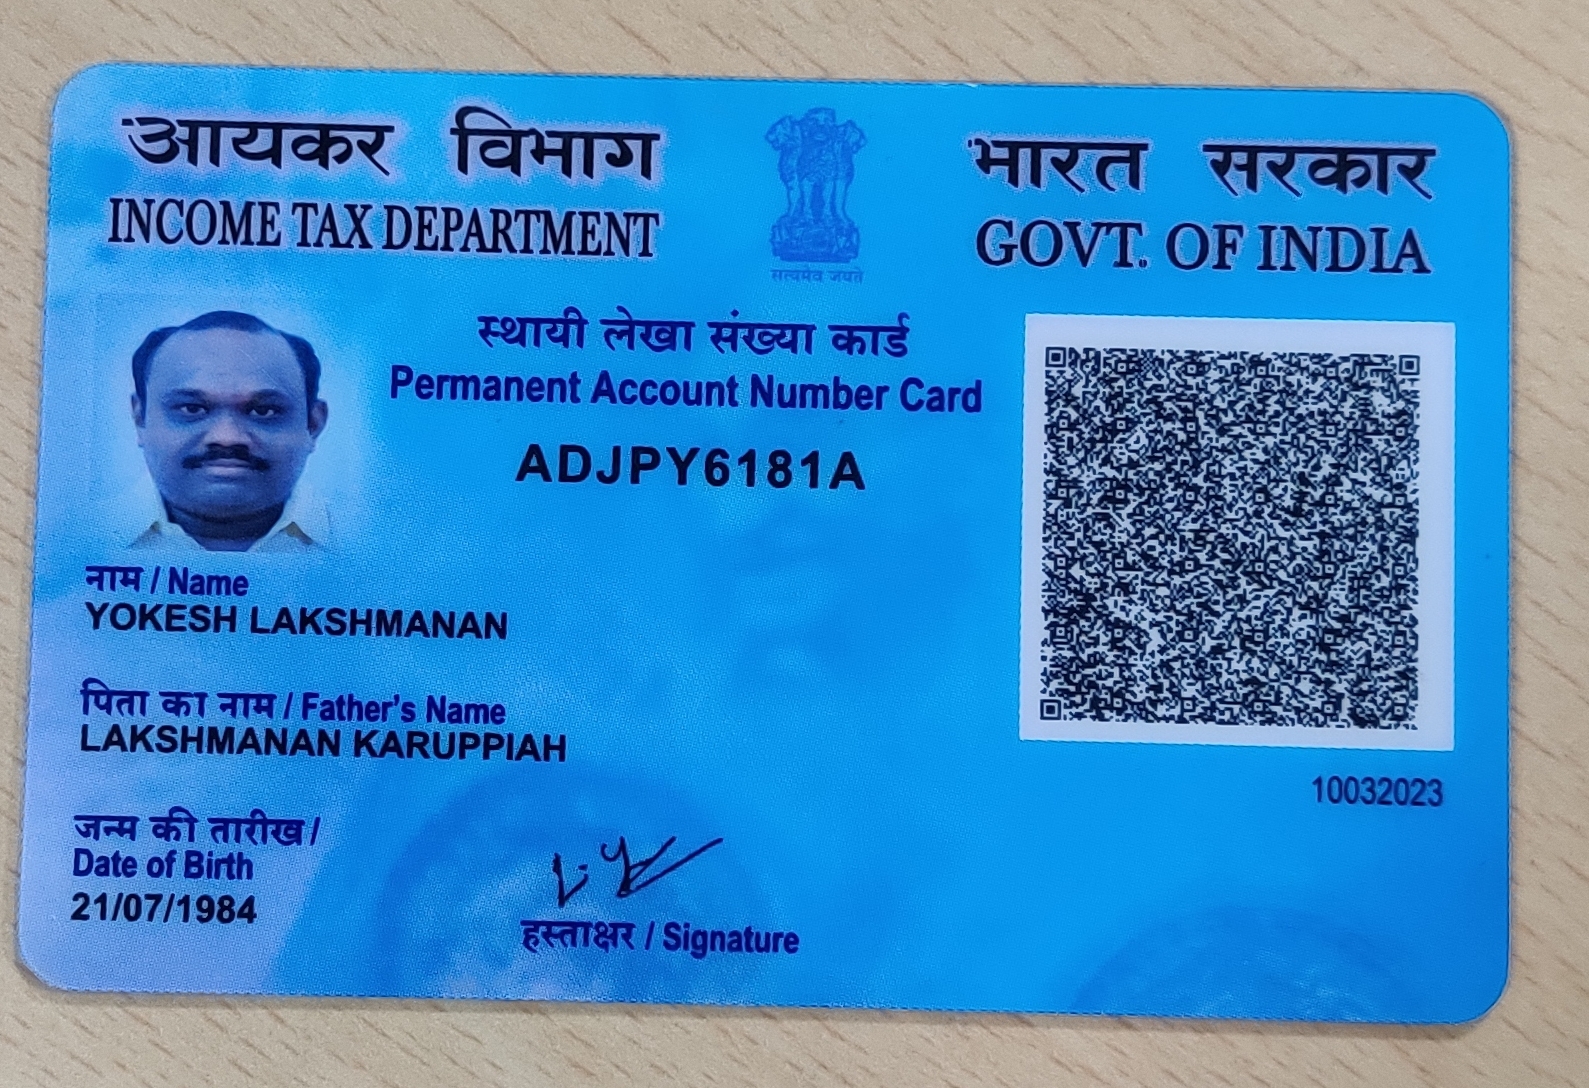 आयकर विभाग
INCOME TAX DEPARTMENT
सत्यमेव जयते
भारत सरकार
GOVT. OF INDIA
स्थायी लेखा संख्या कार्ड
Permanent Account Number Card
ADJPY6181A
नाम / Name
YOKESH LAKSHMANAN
पिता का नाम / Father's Name
LAKSHMANAN KARUPPIAH
जन्म की तारीख /
Date of Birth
21/07/1984
हस्ताक्षर / Signature
10032023